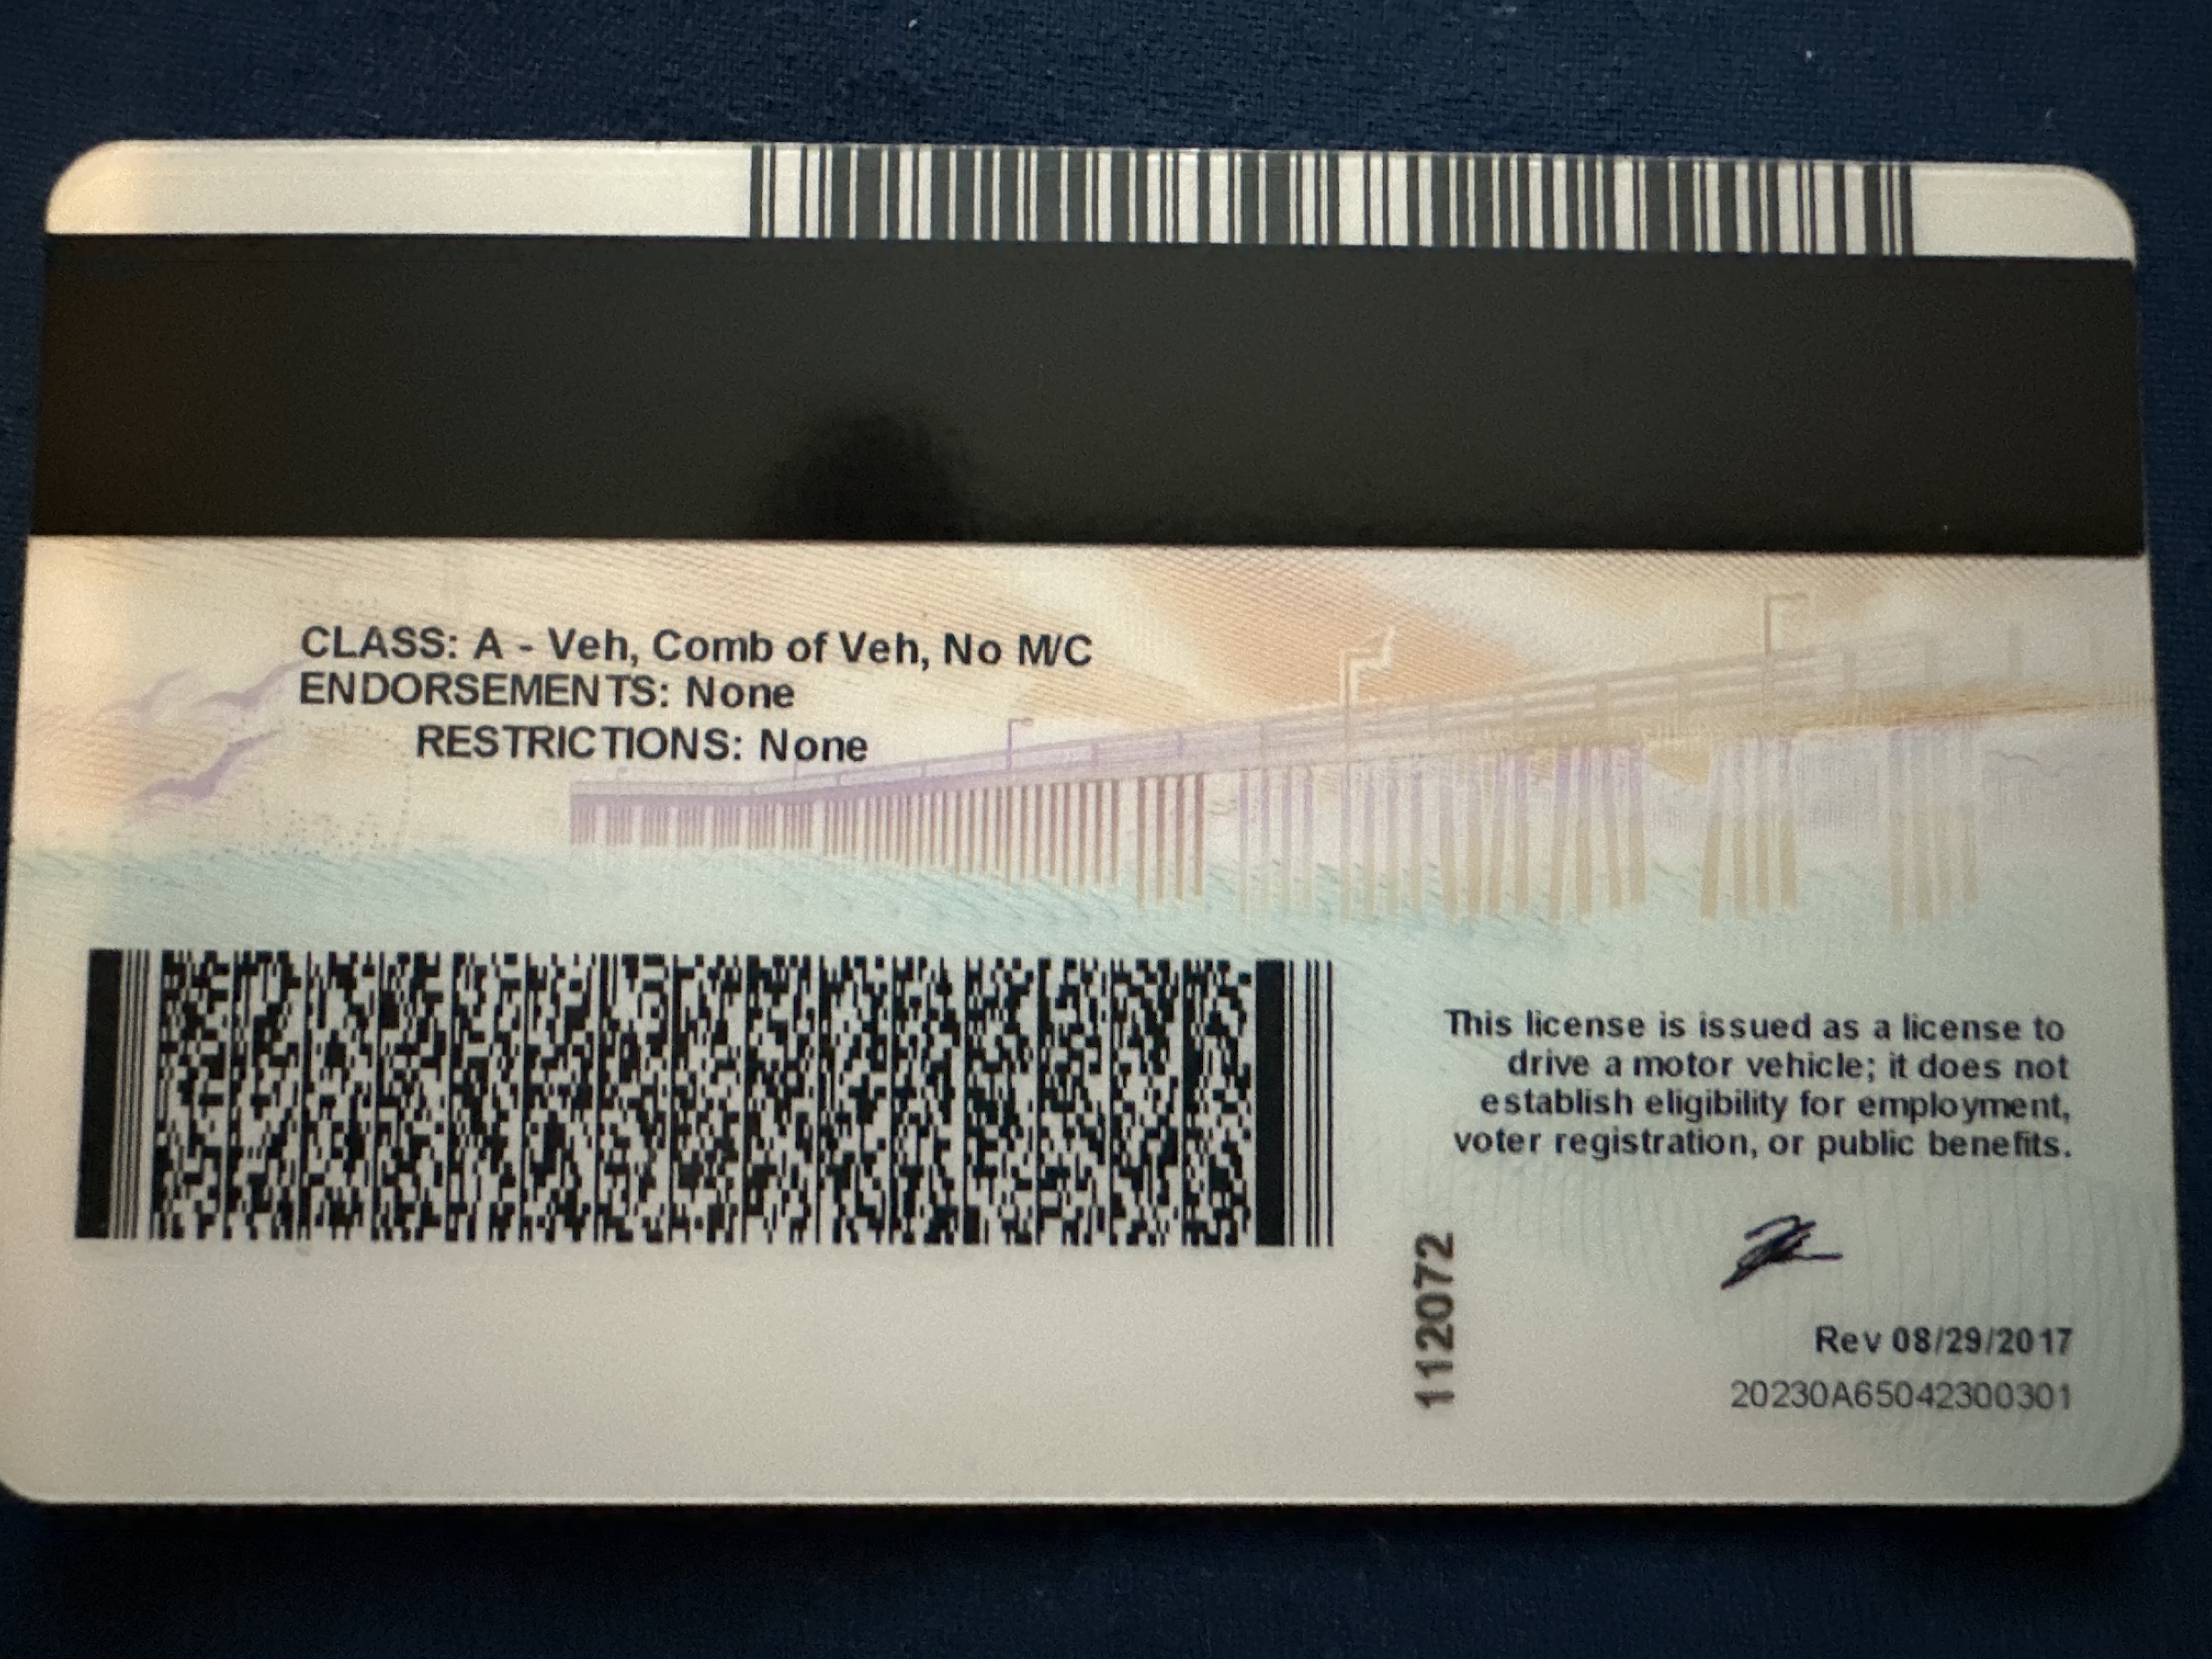 CLASS: A - Veh, Comb of Veh, No M/C
ENDORSEMENTS: None
RESTRICTIONS: None
This license is issued as a license to
drive a motor vehicle; it does not
establish eligibility for employment,
voter registration, or public benefits.
112072
Rev 08/29/2017
20230A65042300301